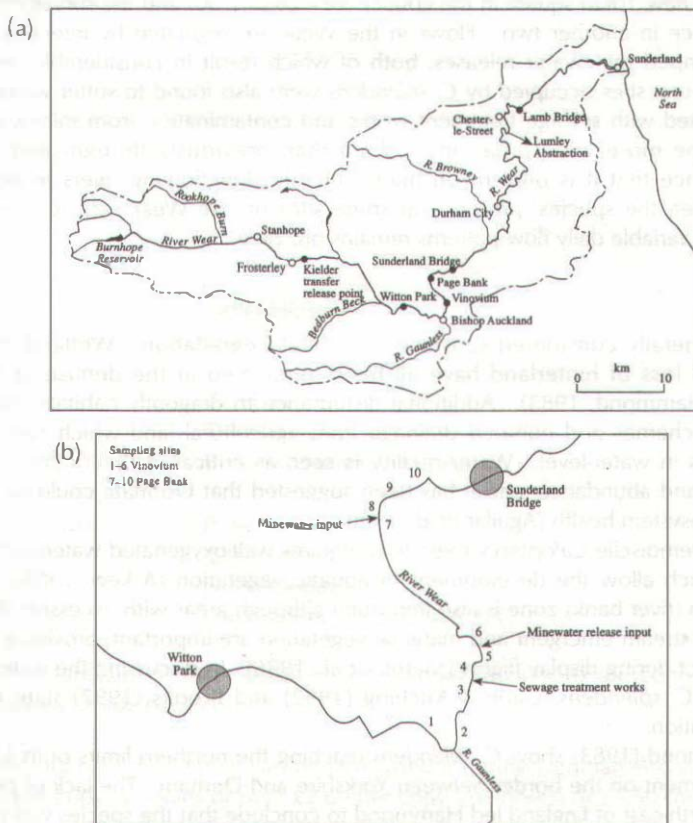 (a)
Sunderland
North
Sea
Chester-
le-Street
Lamb Bridge
Lumley
Abstraction
R. Browney
R. Wear
Durham City
Rookhope Burn
Stanhope
River Wear
Burnhope
Reservoir
Frosterley
Kielder
transfer
release point
Sunderland Bridge
Page Bank
Witton Park
Vinovium
Bedburn Beck
Bishop Auckland
R. Gaunless
km
0 10
(b)
Sampling sites
1-6 Vinovium
7-10 Page Bank
10
9
Sunderland
Bridge
8
Minewater input
7
River Wear
6
Minewater release input
5
4
Witton
Park
3
Sewage treatment works
1
2
R. Gaunless